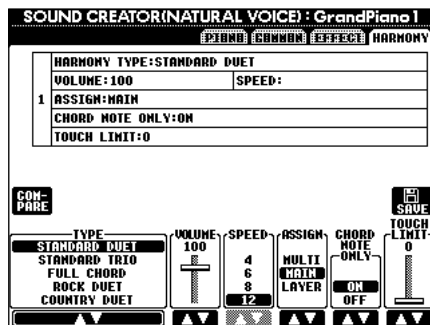 SOUND CREATOR(NATURAL VOICE) : GrandPiano1
PIANO COMMON EFFECT HARMONY
HARMONY TYPE:STANDARD DUET
VOLUME:100 SPEED:
1 ASSIGN:MAIN
CHORD NOTE ONLY:ON
TOUCH LIMIT:0
COM-
PARE
SAVE
TYPE
STANDARD DUET
STANDARD TRIO
FULL CHORD
ROCK DUET
COUNTRY DUET
VOLUME
100
SPEED
4
6
8
12
ASSIGN
MULTI
MAIN
LAYER
CHORD
NOTE
ONLY
ON
OFF
TOUCH
LIMIT
0